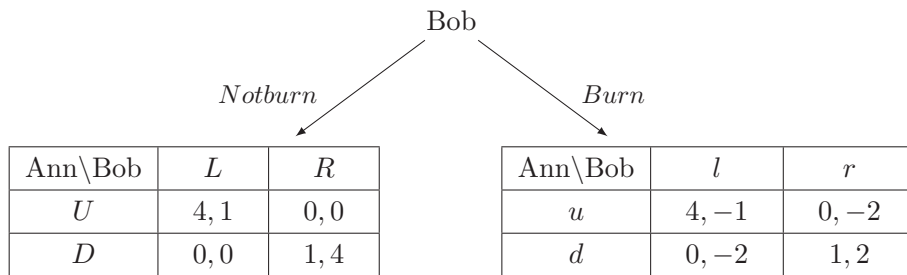 Bob
Notburn Burn
Ann\Bob L R Ann\Bob l r
U 4, 1 0, 0 u 4, −1 0, −2
D 0, 0 1, 4 d 0, −2 1, 2